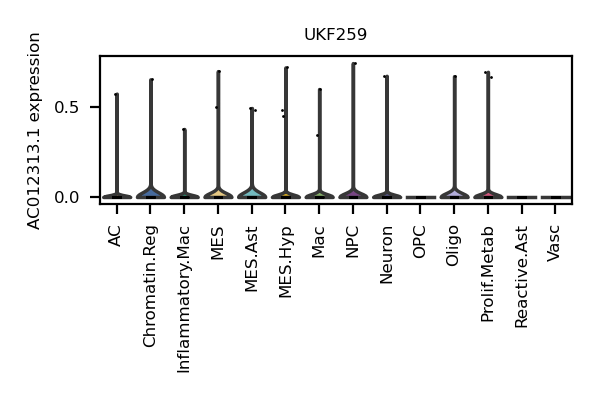 UKF259
AC012313.1 expression
0.5
0.0
AC
Chromatin.Reg
Inflammatory.Mac
MES
MES.Ast
MES.Hyp
Mac
NPC
Neuron
OPC
Oligo
Prolif.Metab
Reactive.Ast
Vasc